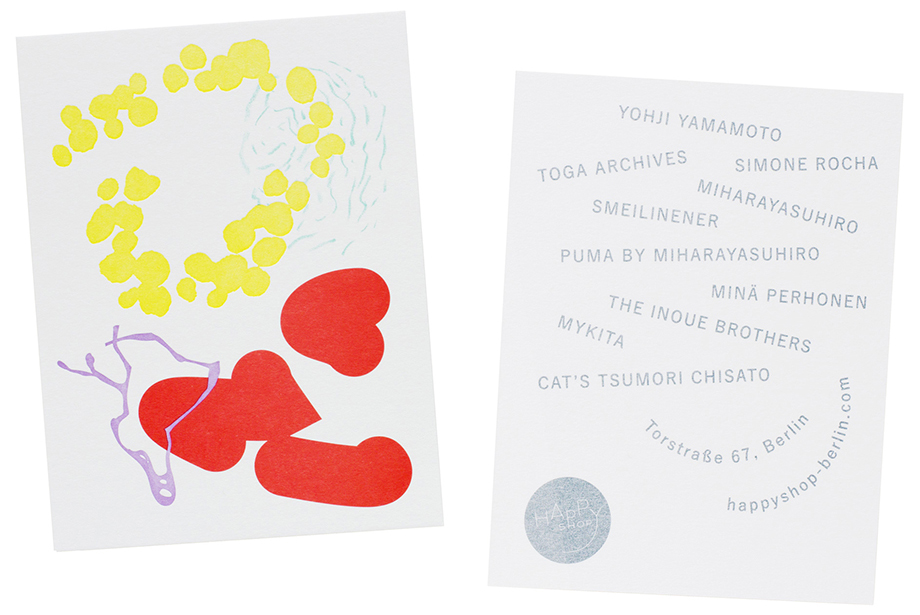 YOHJI YAMAMOTO
TOGA ARCHIVES
SIMONE ROCHA
MIHARAYASUHIRO
SMEILINENER
PUMA BY MIHARAYASUHIRO
MINÄ PERHONEN
THE INOUE BROTHERS
MYKITA
CAT'S TSUMORI CHISATO
Torstraße 67, Berlin
happyshop-berlin.com
HAPPY
SHOP